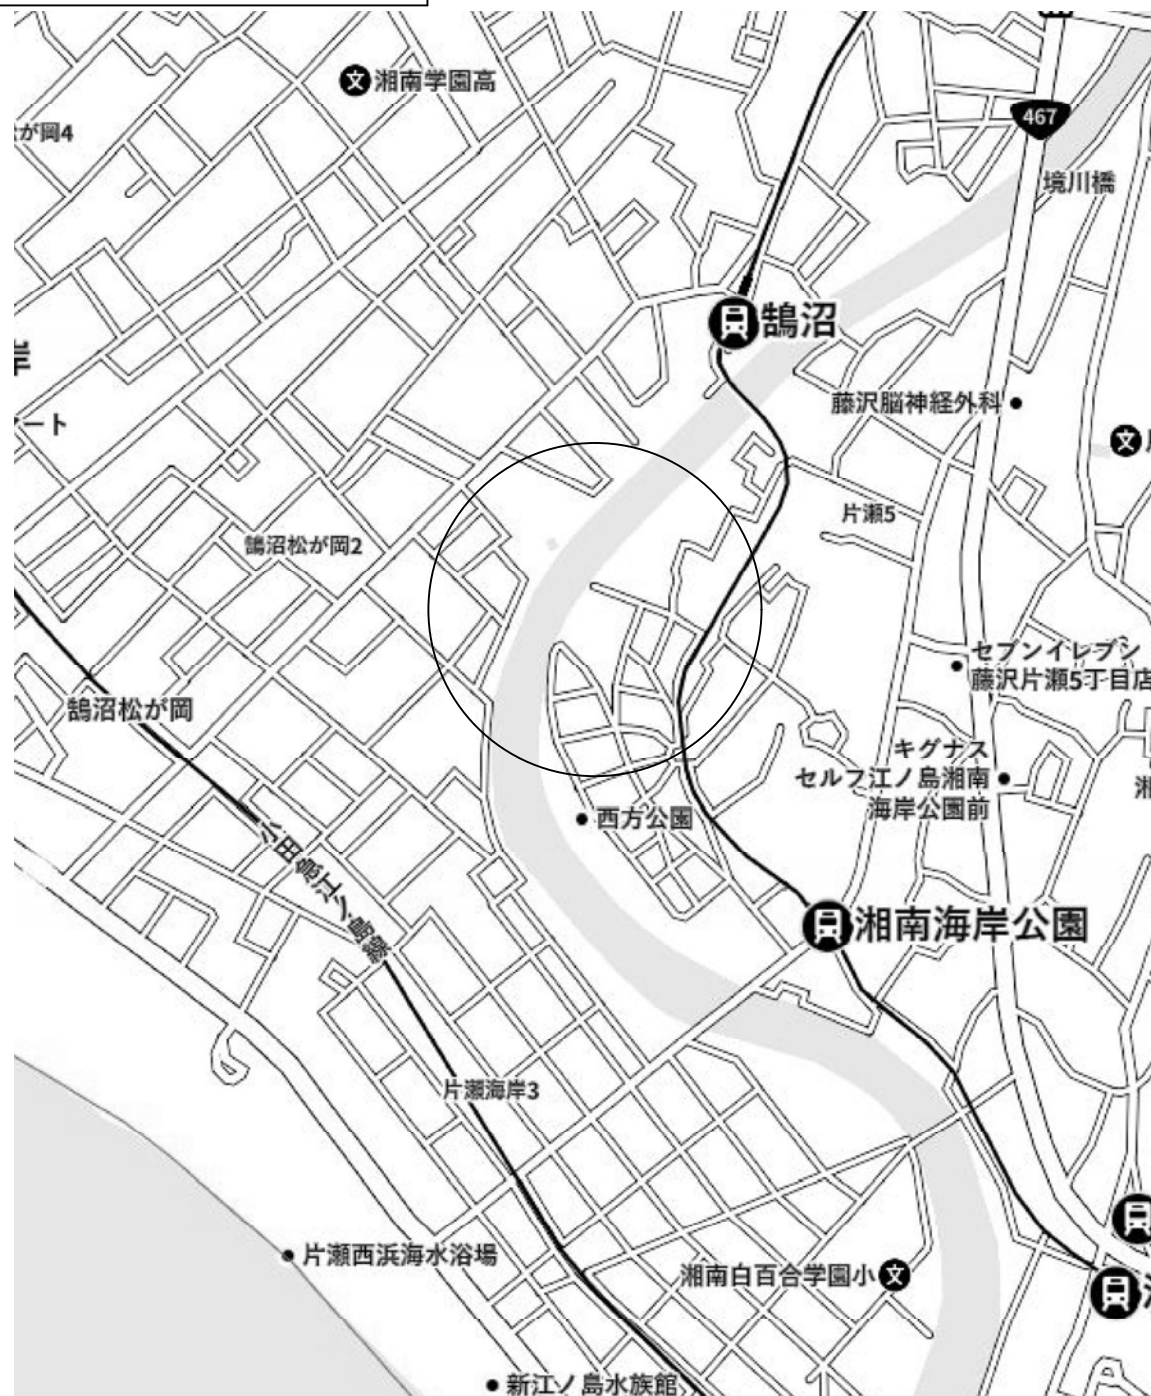 湘南学園高
が岡4
467
境川橋
鵠沼
岸
ート
藤沢脳神経外科
片瀬5
鵠沼松が岡2
セブンイレブン
藤沢片瀬5丁目店
鵠沼松が岡
キグナス
セルフ江ノ島湘南
海岸公園前
湘
西方公園
小田急江ノ島線
湘南海岸公園
片瀬海岸3
片瀬西浜海水浴場
湘南白百合学園小
新江ノ島水族館